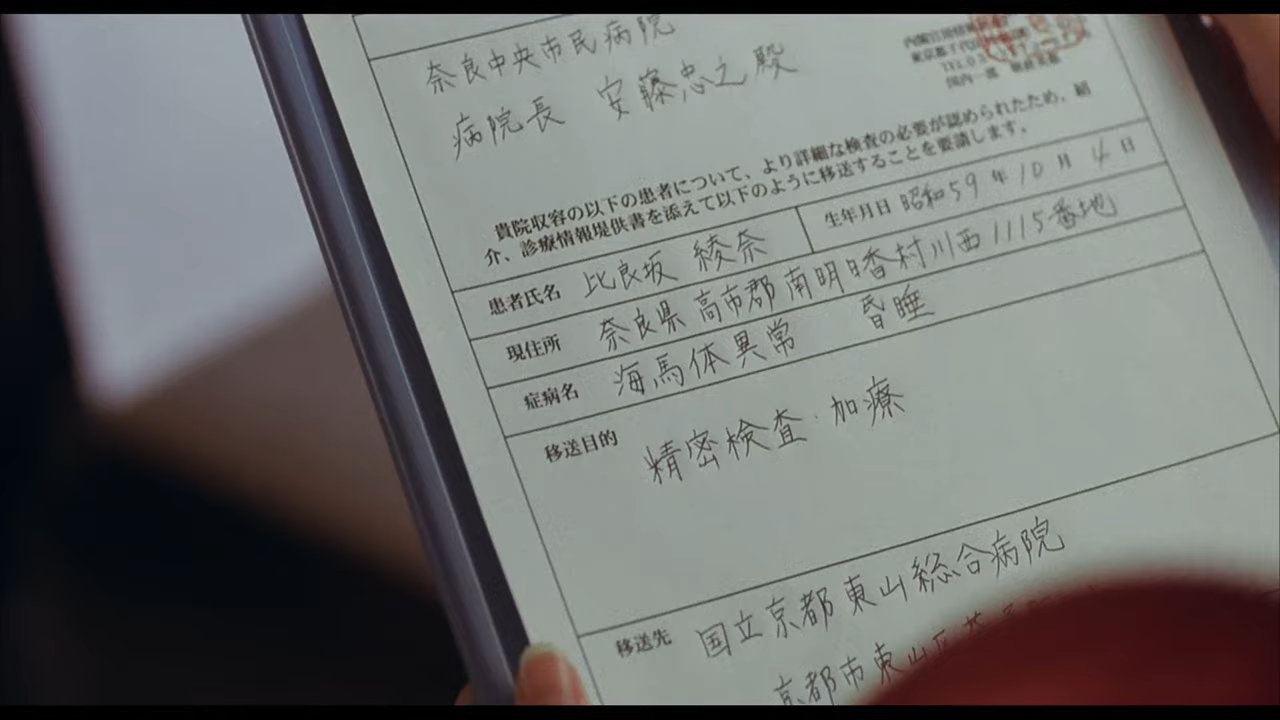 奈良中央市民病院
病院長 安藤忠之殿
東京都千代田
貴院収容の以下の患者について、より詳細な検査の必要が認められたため、紹
介、診療情報提供書を添えて以下のように移送することを要請します。
患者氏名 比良坂 綾奈 生年月日 昭和59年10月4日
現住所 奈良県高市郡南明日香村川西1115番地
症病名 海馬体異常 昏睡
移送目的 精密検査・加療
移送先 国立京都東山総合病院
京都市東山区